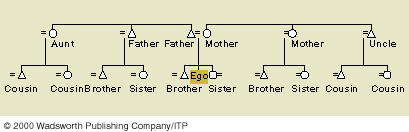 Aunt Father Father Mother Mother Uncle
Ego
Cousin Cousin Brother Sister Brother Sister Brother Sister Cousin Cousin
© 2000 Wadsworth Publishing Company/ITP